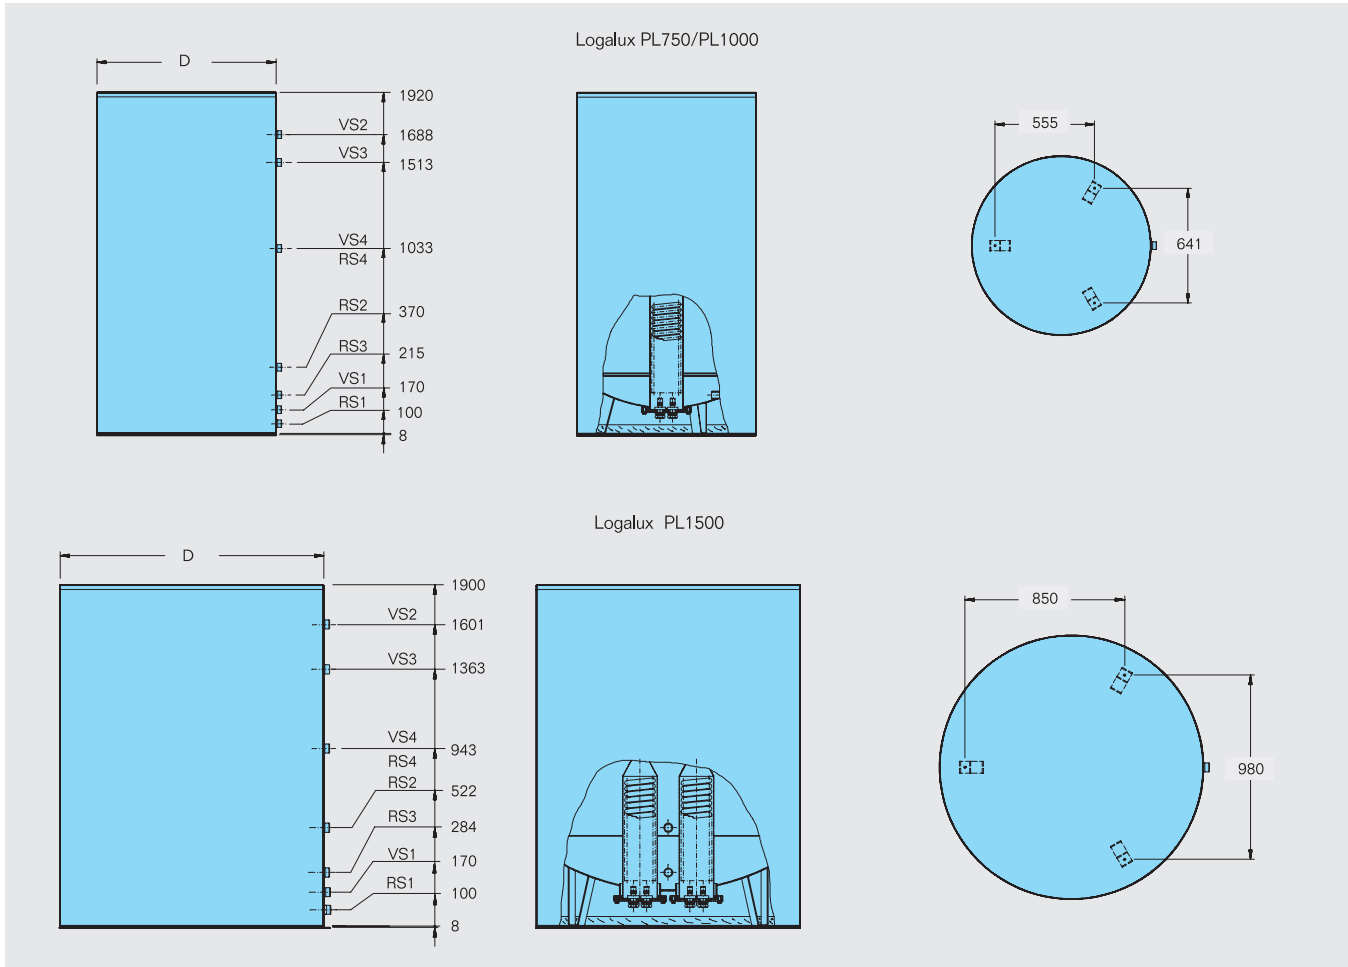 Logalux PL750/PL1000
D
1920
VS2
1688
VS3
1513
VS4
1033
RS4
RS2
370
RS3
215
VS1
170
RS1
100
8
555
641
Logalux PL1500
D
1900
VS2
1601
VS3
1363
VS4
943
RS4
RS2
522
RS3
284
VS1
170
RS1
100
8
850
980